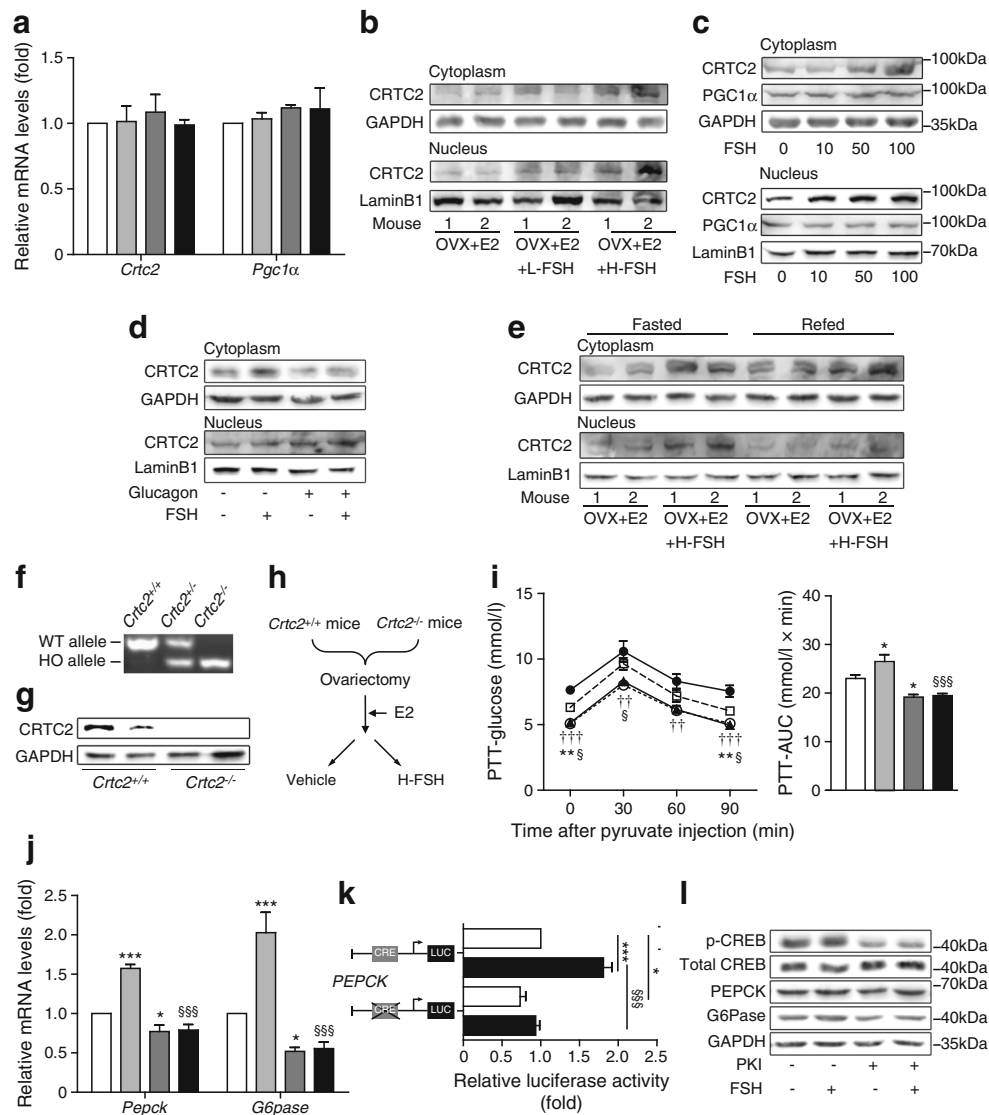 a
Relative mRNA levels (fold)
1.5
1.0
0.5
0
Crtc2
Pgc1α
b
Cytoplasm
CRTC2
GAPDH
Nucleus
CRTC2
LaminB1
Mouse 1 2 1 2 1 2
OVX+E2 OVX+E2 OVX+E2
+L-FSH +H-FSH
c
Cytoplasm
CRTC2 –100kDa
PGC1α –100kDa
GAPDH –35kDa
FSH 0 10 50 100
Nucleus
CRTC2 –100kDa
PGC1α –100kDa
LaminB1 –70kDa
FSH 0 10 50 100
d
Cytoplasm
CRTC2
GAPDH
Nucleus
CRTC2
LaminB1
Glucagon - - + +
FSH - + - +
e
Fasted Refed
Cytoplasm
CRTC2
GAPDH
Nucleus
CRTC2
LaminB1
Mouse 1 2 1 2 1 2 1 2
OVX+E2 OVX+E2 OVX+E2 OVX+E2
+H-FSH +H-FSH
f
Crtc2+/+ Crtc2+/- Crtc2-/-
WT allele –
HO allele –
g
CRTC2
GAPDH
Crtc2+/+ Crtc2-/-
h
Crtc2+/+ mice Crtc2-/- mice
Ovariectomy
E2
Vehicle H-FSH
i
PTT-glucose (mmol/l)
15
10
5
0
††† †† †† †††
**§ § **§
0 30 60 90
Time after pyruvate injection (min)
PTT-AUC (mmol/l × min)
40
30
20
10
0
* * §§§
j
Relative mRNA levels (fold)
2.5
2.0
1.5
1.0
0.5
0
*** * §§§
*** * §§§
Pepck G6pase
k
CRE LUC
PEPCK
CRE LUC
***
§§§
*
0 0.5 1.0 1.5 2.0 2.5
Relative luciferase activity
(fold)
l
p-CREB –40kDa
Total CREB –40kDa
PEPCK –70kDa
G6Pase –40kDa
GAPDH –35kDa
PKI - - + +
FSH - + - +